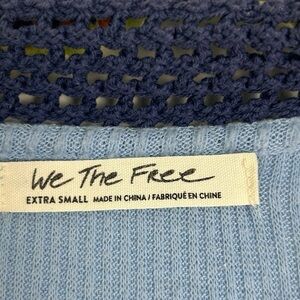 We The Free
EXTRA SMALL MADE IN CHINA / FABRIQUÉ EN CHINE